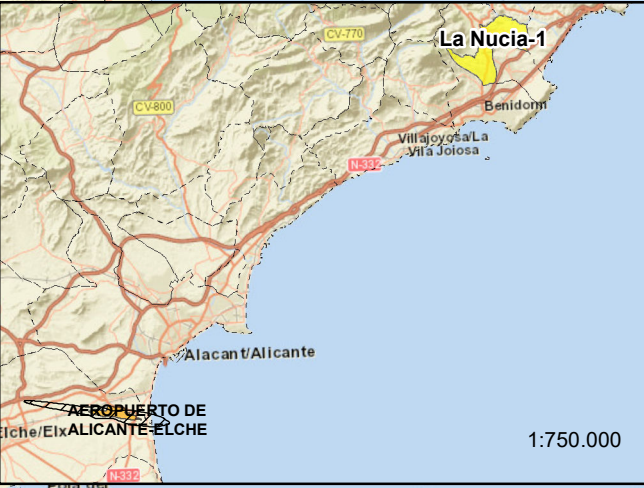 CV-770
La Nucia-1
CV-800
Benidorm
Villajoyosa/La
Vila Joiosa
N-332
Alacant/Alicante
AEROPUERTO DE
Elche/Elx
ALICANTE-ELCHE
1:750.000
N-332